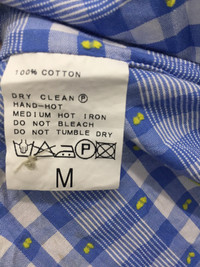 100% COTTON
DRY CLEAN Ⓟ
HAND-HOT
MEDIUM HOT IRON
DO NOT BLEACH
DO NOT TUMBLE DRY
M